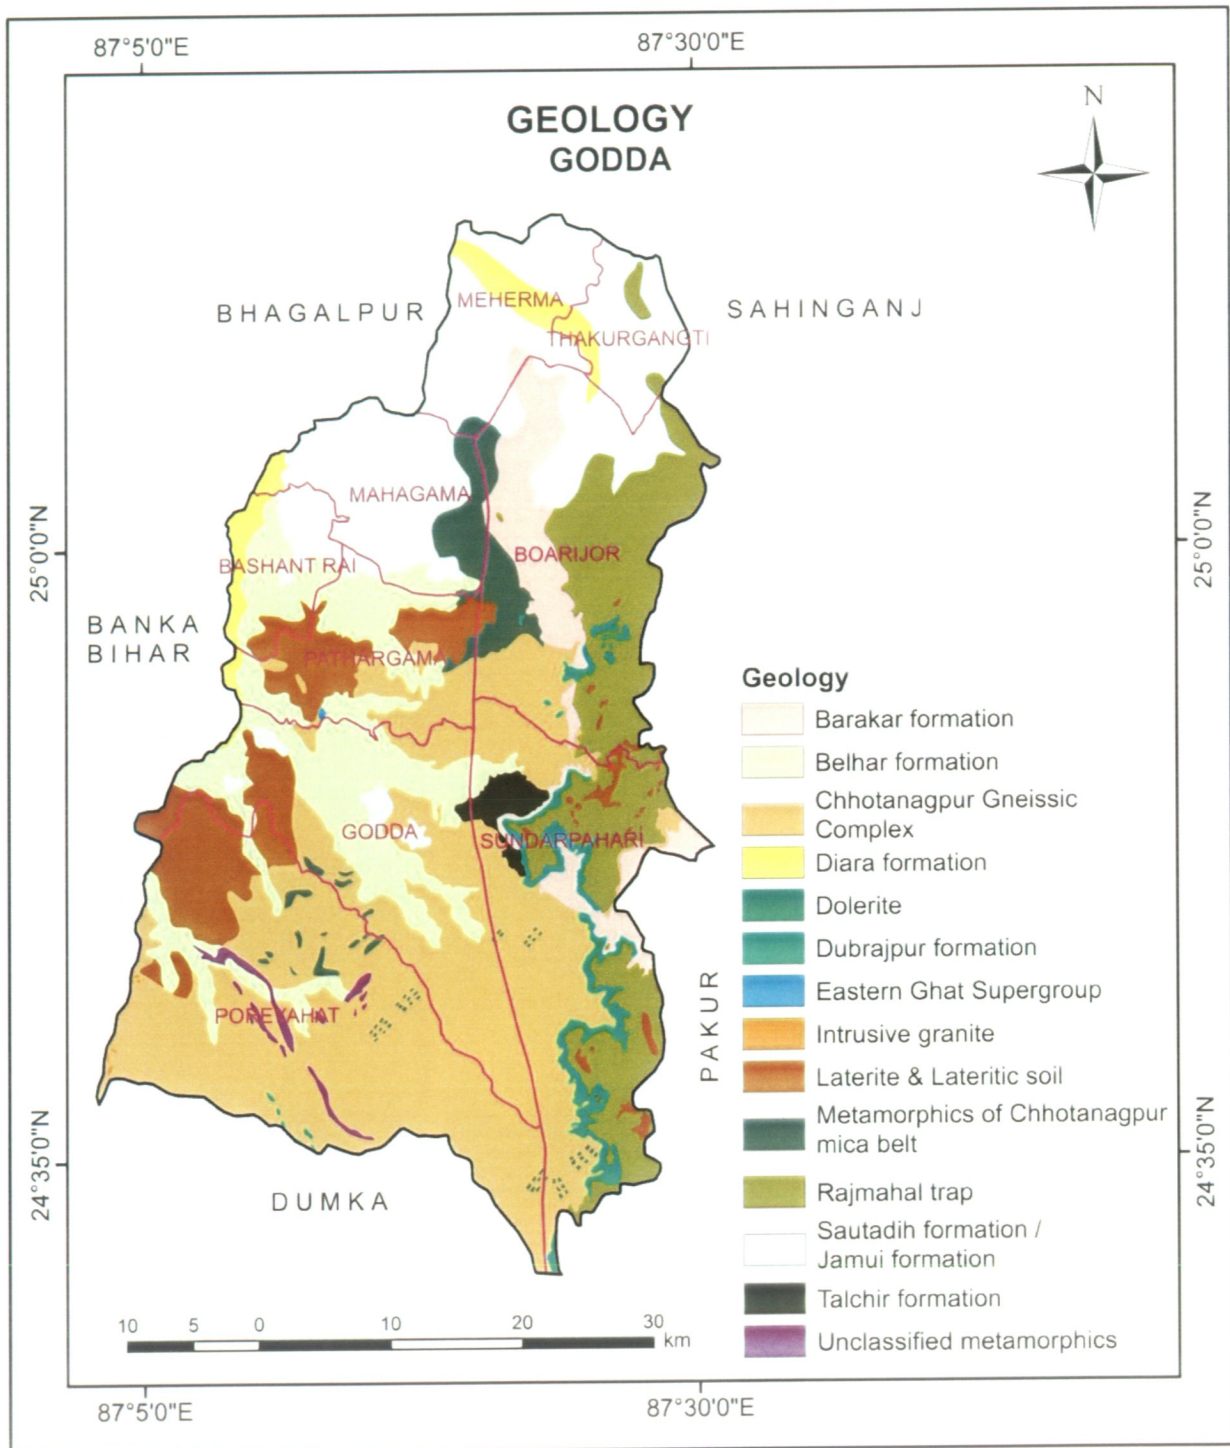 87°5'0"E
87°30'0"E
N
GEOLOGY
GODDA
BHAGALPUR
SAHINGANJ
MEHERMA
THAKURGANGTI
MAHAGAMA
BOARIJOR
BASHANT RAI
25°0'0"N
25°0'0"N
BANKA
BIHAR
PATHARGAMA
GODDA
SUNDARPAHARI
POREYAHAT
PAKUR
DUMKA
24°35'0"N
24°35'0"N
Geology
Barakar formation
Belhar formation
Chhotanagpur Gneissic
Complex
Diara formation
Dolerite
Dubrajpur formation
Eastern Ghat Supergroup
Intrusive granite
Laterite & Lateritic soil
Metamorphics of Chhotanagpur
mica belt
Rajmahal trap
Sautadih formation /
Jamui formation
Talchir formation
Unclassified metamorphics
10 5 0 10 20 30
km
87°5'0"E
87°30'0"E